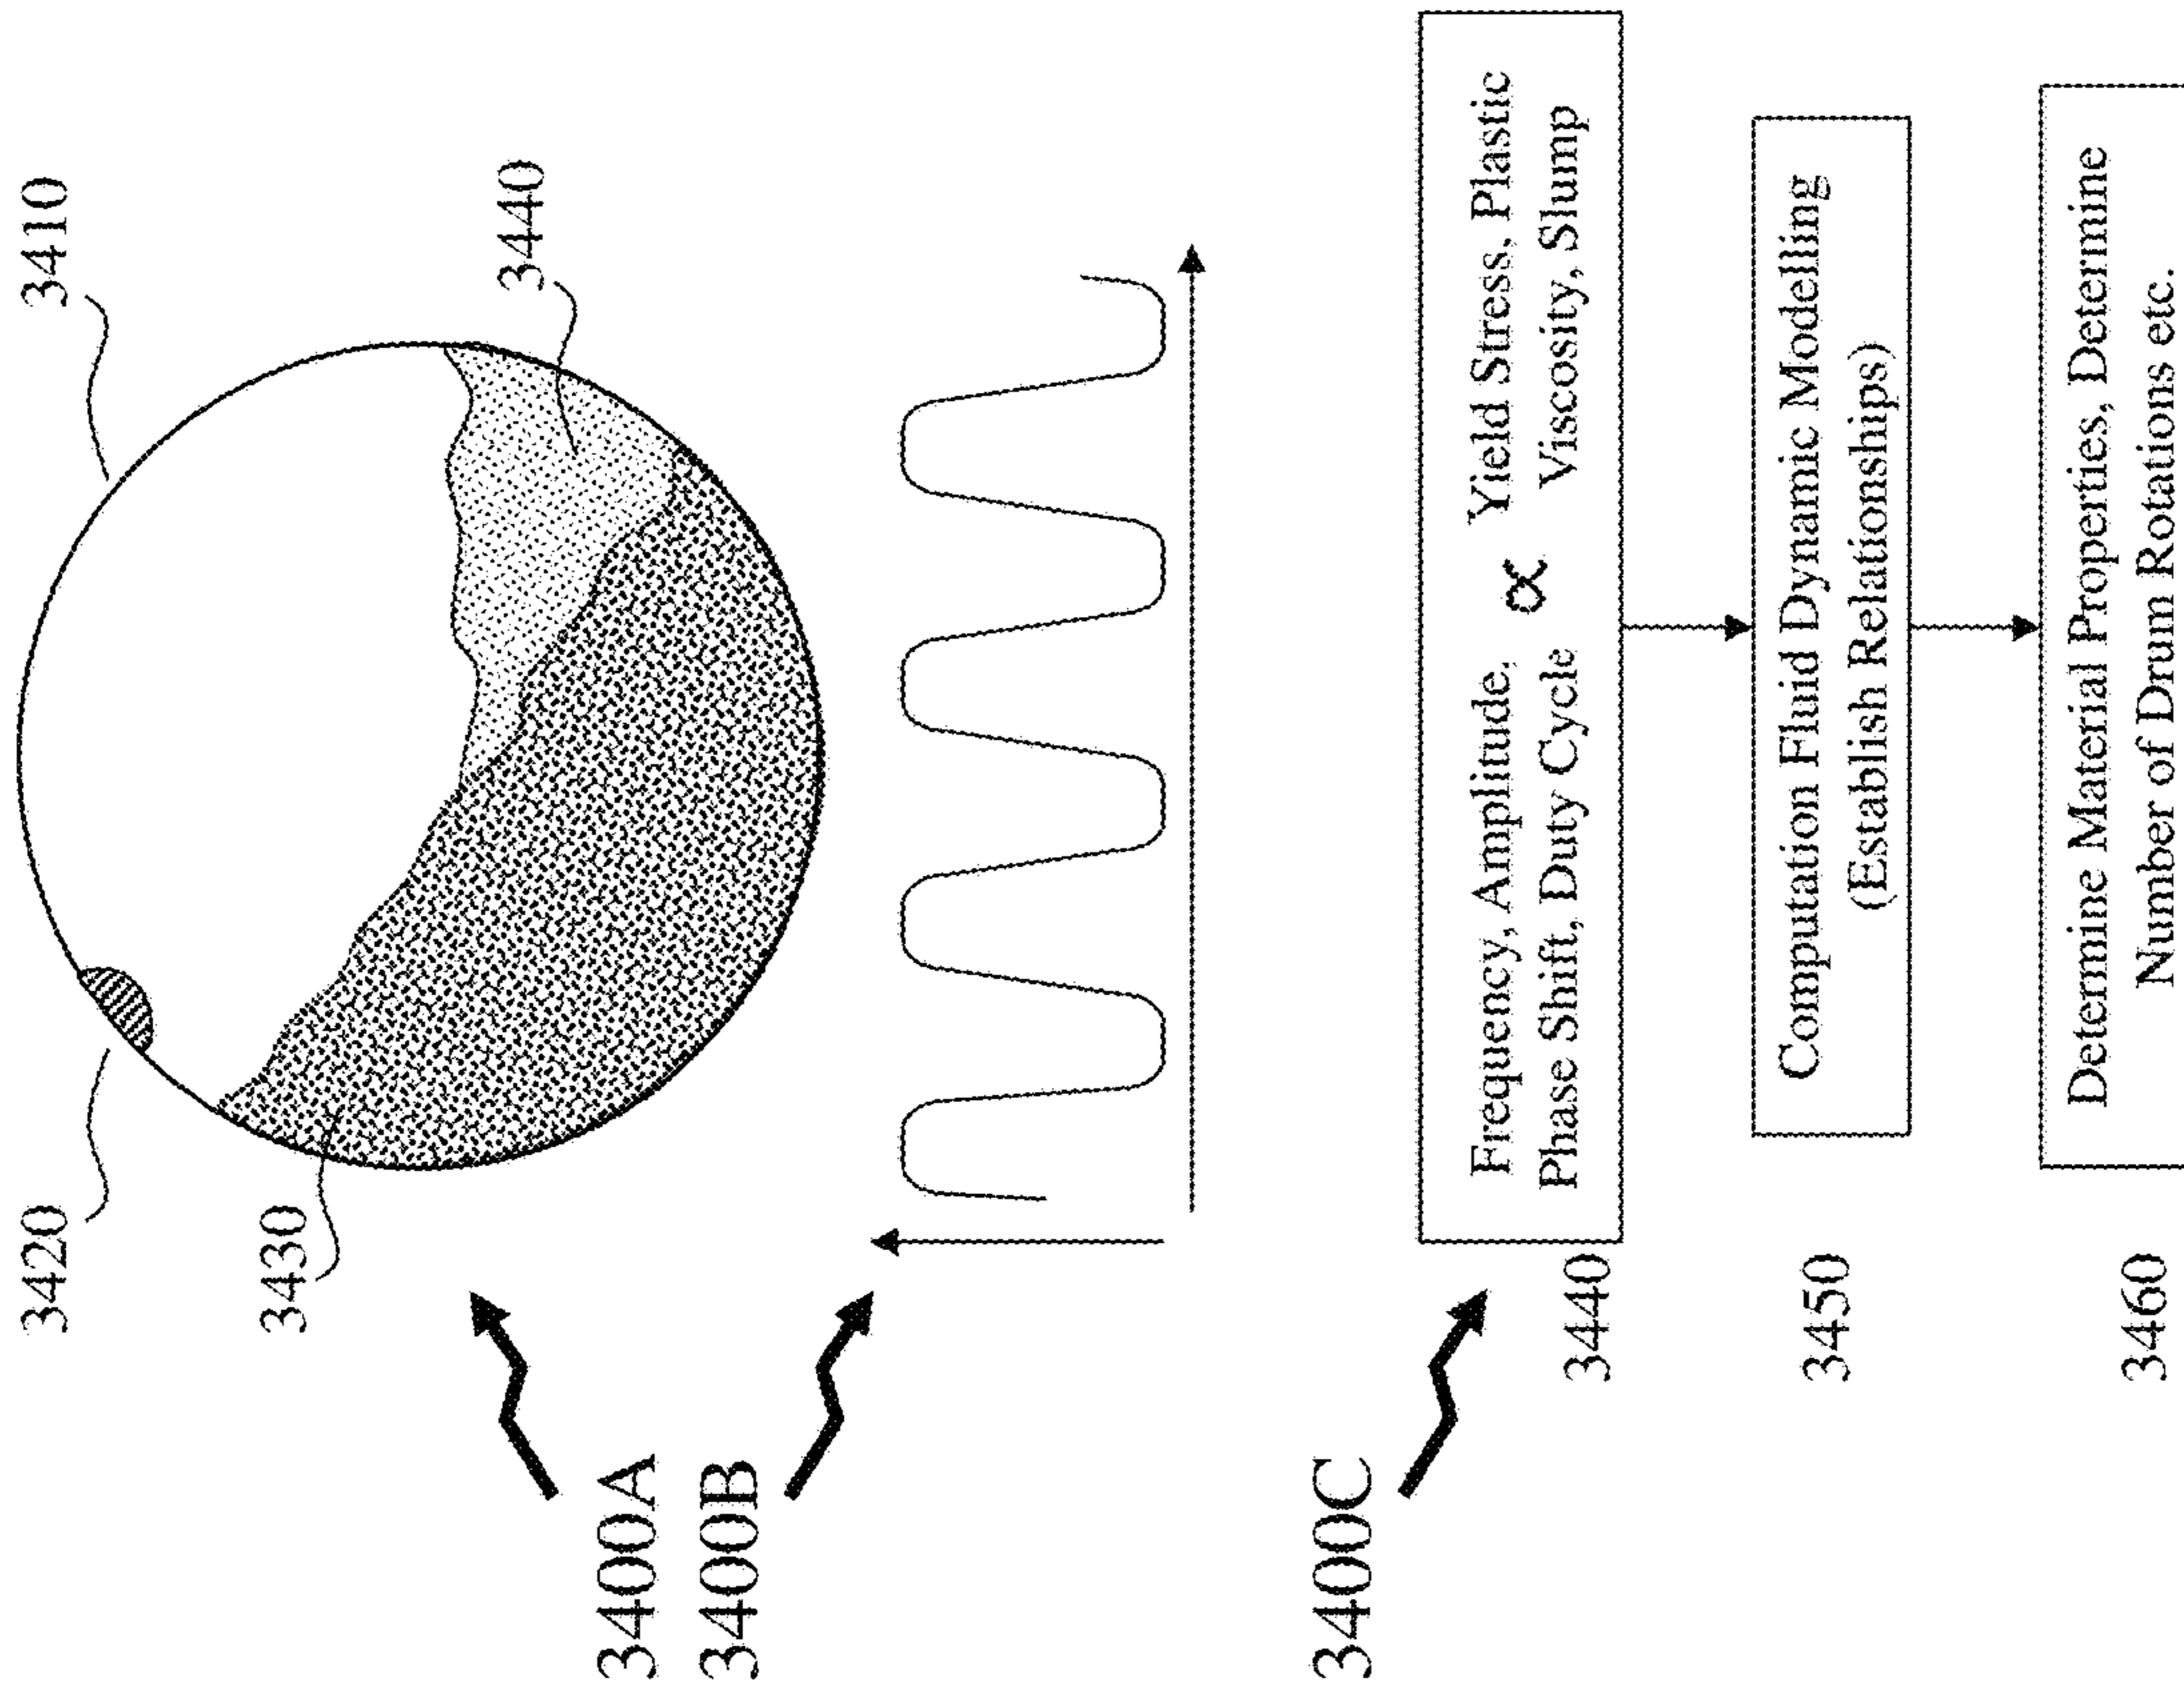 3420
3410
3430
3440
3400A
3400B
3400C
Frequency, Amplitude,
Phase Shift, Duty Cycle
∝
Yield Stress, Plastic
Viscosity, Slump
3440
Computation Fluid Dynamic Modelling
(Establish Relationships)
3450
Determine Material Properties, Determine
Number of Drum Rotations etc.
3460